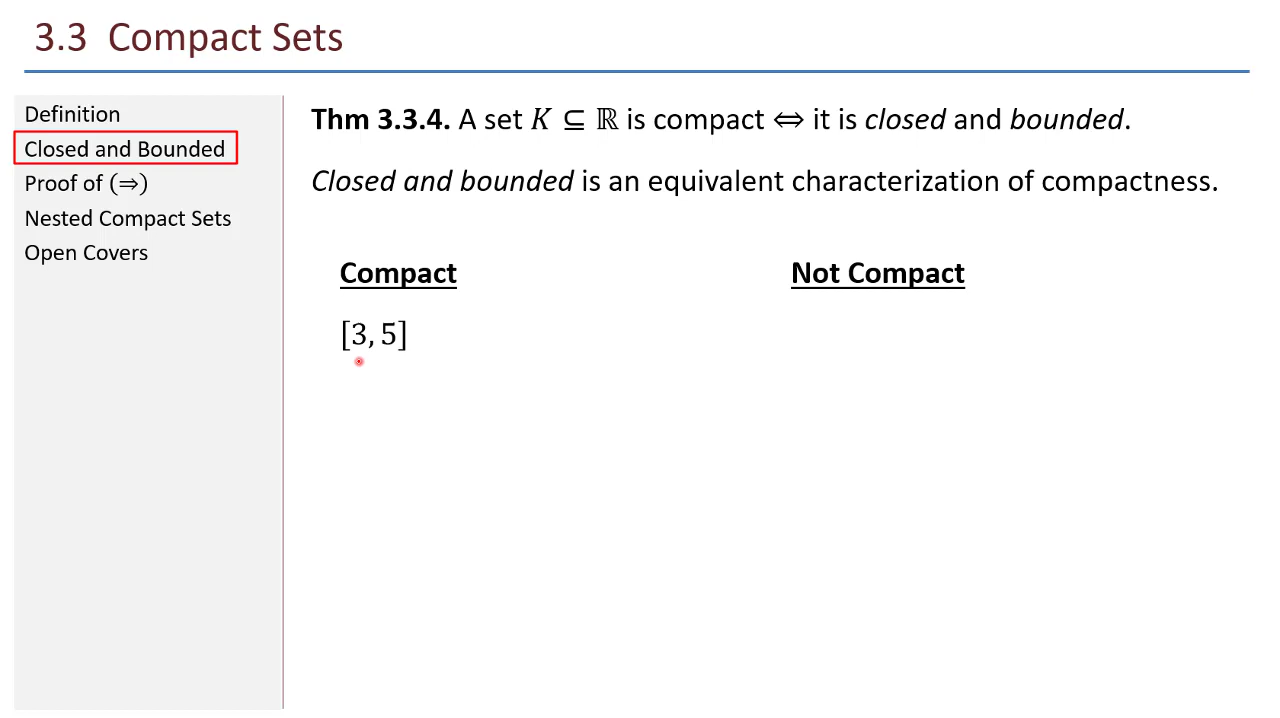 3.3 Compact Sets
Definition
Closed and Bounded
Proof of (⇒)
Nested Compact Sets
Open Covers
Thm 3.3.4. A set 𝐾 ⊆ ℝ is compact ⇔ it is closed and bounded.
Closed and bounded is an equivalent characterization of compactness.
Compact
Not Compact
[3, 5]